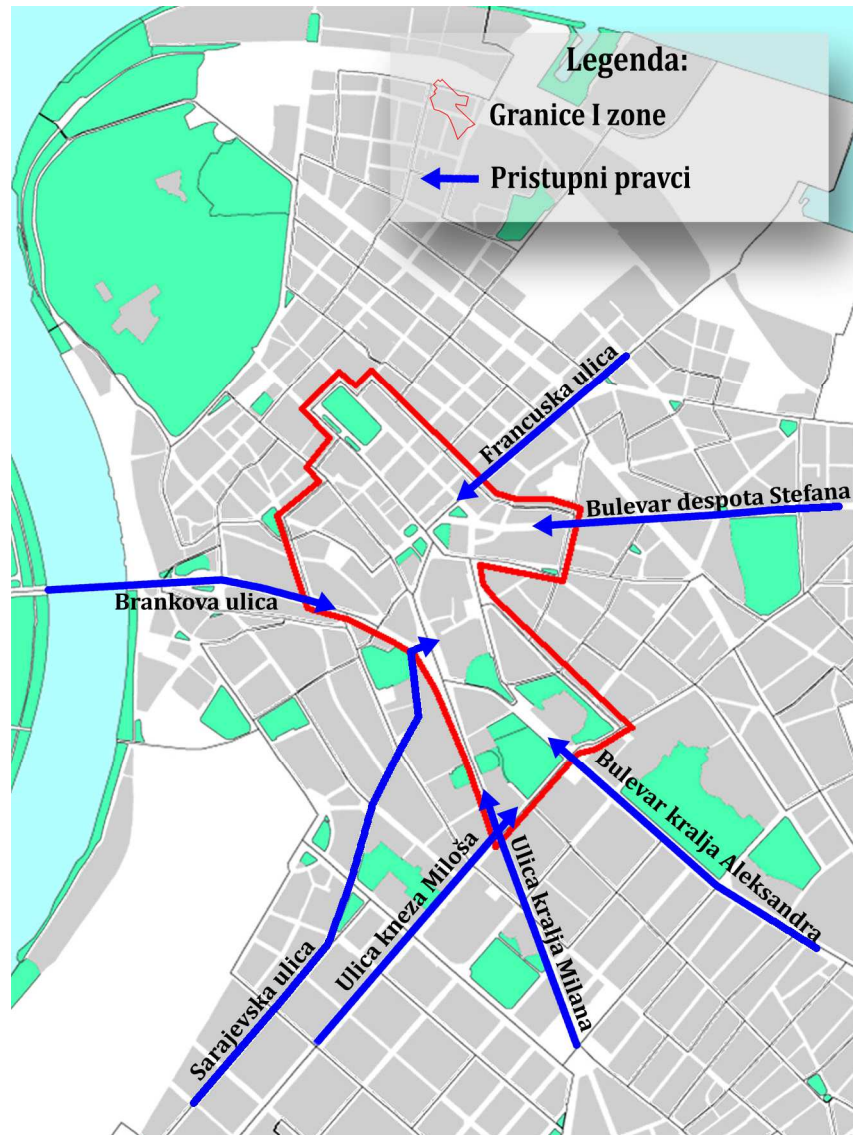 Legenda:
Granice I zone
Pristupni pravci
Francuska ulica
Bulevar despota Stefana
Brankova ulica
Bulevar kralja Aleksandra
Ulica kralja Milana
Ulica kneza Miloša
Sarajevska ulica